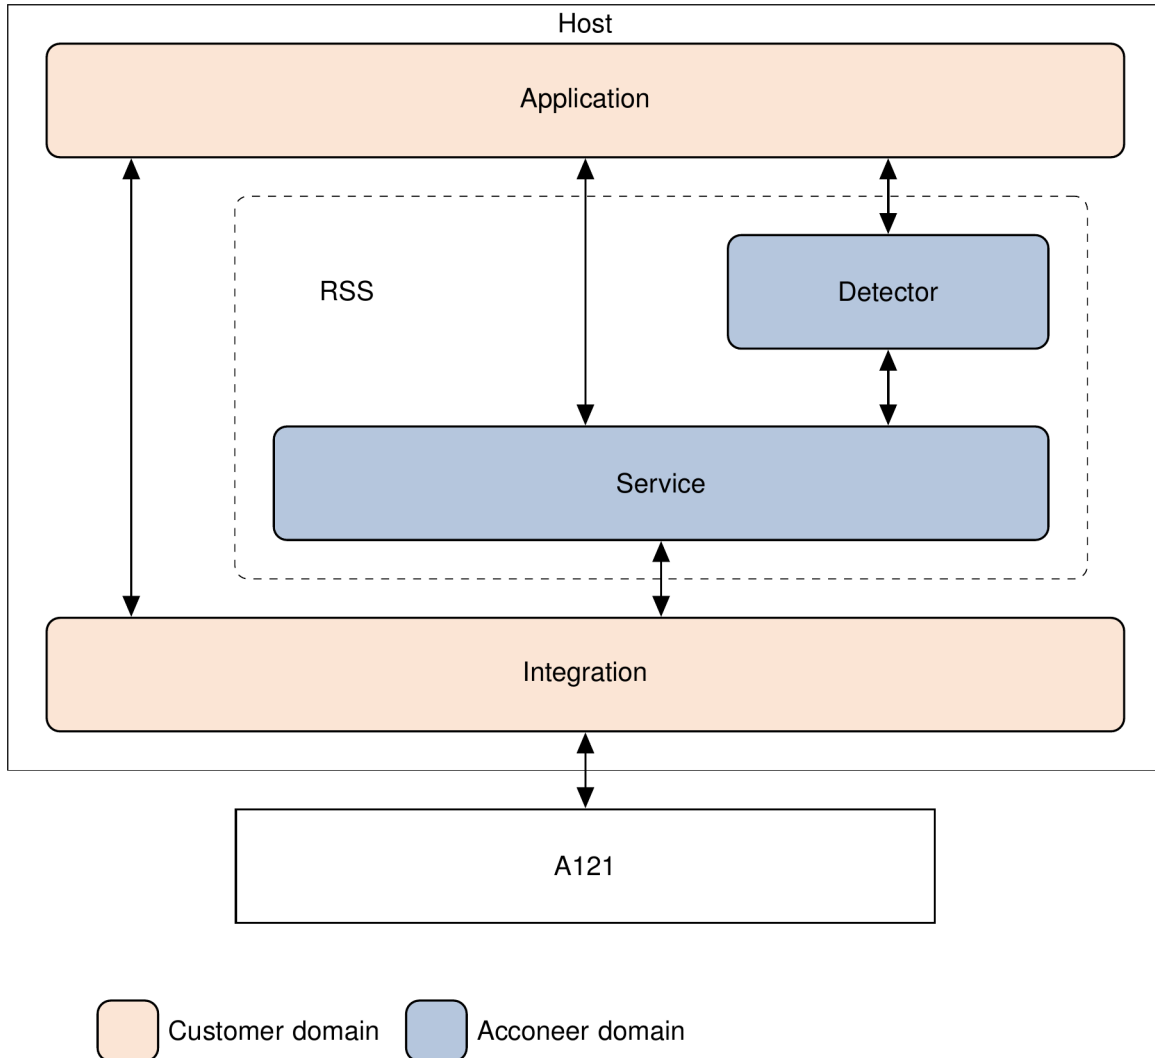 Host
Application
RSS
Detector
Service
Integration
A121
Customer domain
Acconeer domain